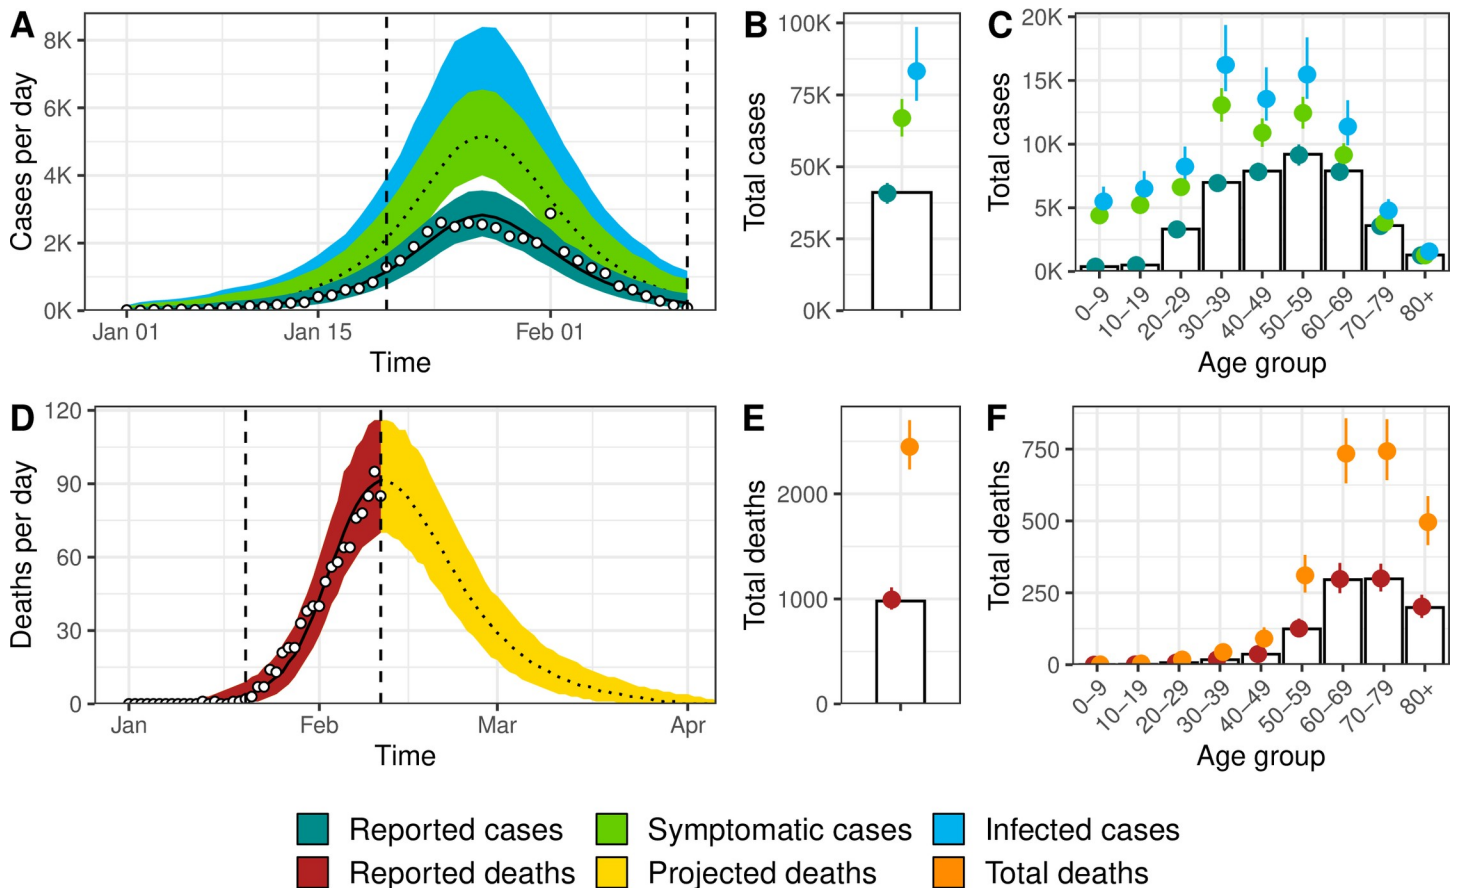 A
Cases per day
8K
6K
4K
2K
0K
Jan 01
Jan 15
Feb 01
Time
B
Total cases
100K
75K
50K
25K
0K
C
Total cases
20K
15K
10K
5K
0K
0–9
10–19
20–29
30–39
40–49
50–59
60–69
70–79
80+
Age group
D
Deaths per day
120
90
60
30
0
Jan
Feb
Mar
Apr
Time
E
Total deaths
2000
1000
0
F
Total deaths
750
500
250
0
0–9
10–19
20–29
30–39
40–49
50–59
60–69
70–79
80+
Age group
Reported cases
Symptomatic cases
Infected cases
Reported deaths
Projected deaths
Total deaths